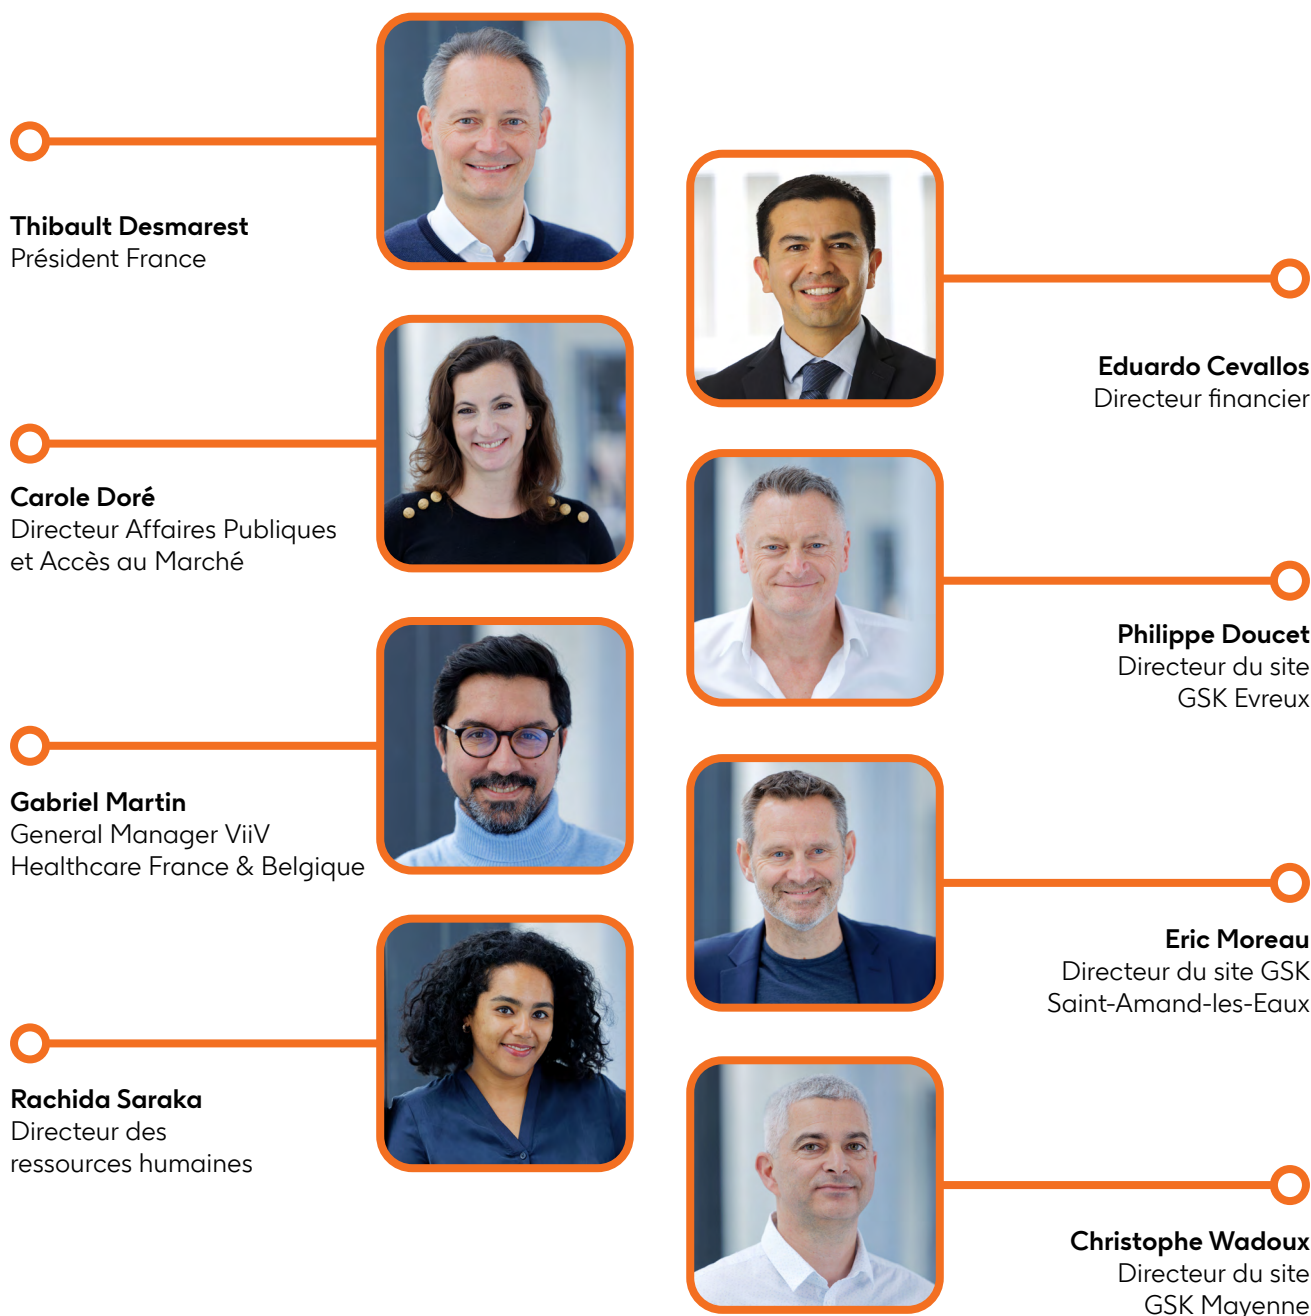 Thibault Desmarest
Président France
Eduardo Cevallos
Directeur financier
Carole Doré
Directeur Affaires Publiques
et Accès au Marché
Philippe Doucet
Directeur du site
GSK Evreux
Gabriel Martin
General Manager ViiV
Healthcare France & Belgique
Eric Moreau
Directeur du site GSK
Saint-Amand-les-Eaux
Rachida Saraka
Directeur des
ressources humaines
Christophe Wadoux
Directeur du site
GSK Mayenne